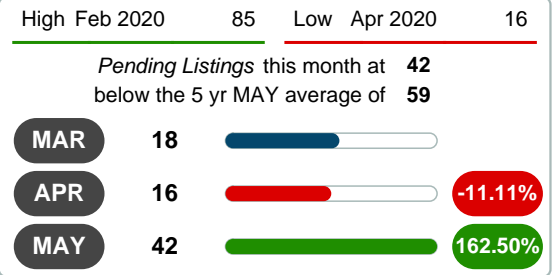 High Feb 2020 85 Low Apr 2020 16
Pending Listings this month at 42
below the 5 yr MAY average of 59
MAR 18
APR 16 -11.11%
MAY 42 162.50%